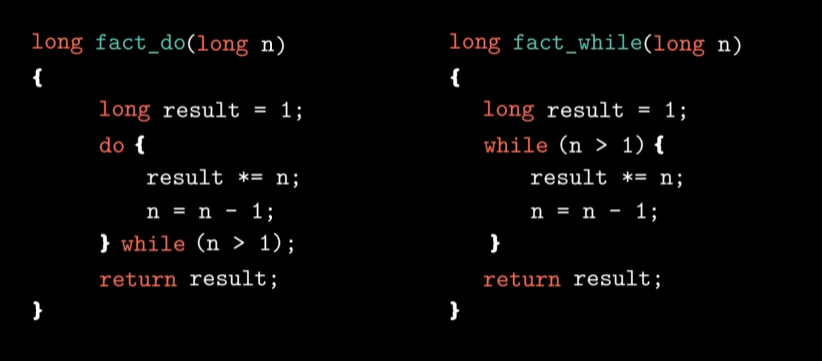 long fact_do(long n)
{
long result = 1;
do {
result *= n;
n = n - 1;
} while (n > 1);
return result;
}
long fact_while(long n)
{
long result = 1;
while (n > 1) {
result *= n;
n = n - 1;
}
return result;
}